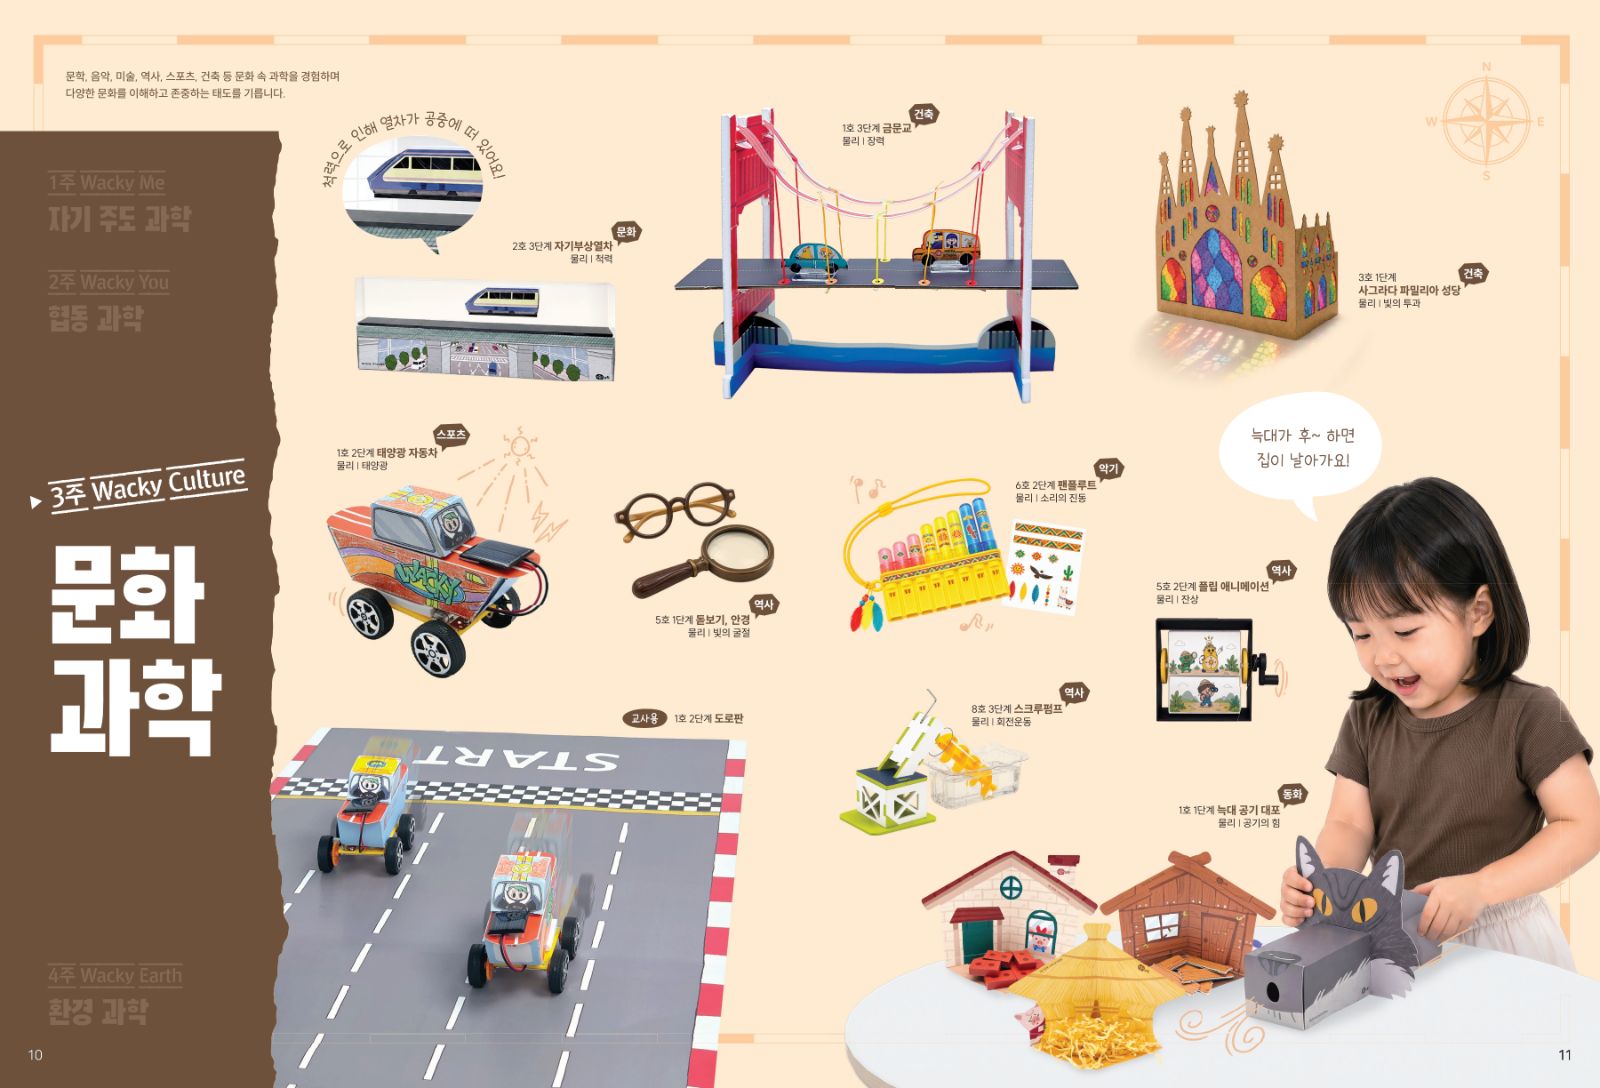 문학, 음악, 미술, 역사, 스포츠, 건축 등 문화 속 과학을 경험하며
다양한 문화를 이해하고 존중하는 태도를 기릅니다.
1주 Wacky Me
자기 주도 과학
2주 Wacky You
협동 과학
▶ 3주 Wacky Culture
문화
과학
4주 Wacky Earth
환경 과학
10
척력으로 인해 열차가 공중에 떠 있어요!
문화
2호 3단계 자기부상열차
물리 | 척력
건축
1호 3단계 금문교
물리 | 장력
N
W
E
S
건축
3호 1단계
사그라다 파밀리아 성당
물리 | 빛의 투과
스포츠
1호 2단계 태양광 자동차
물리 | 태양광
WACKY
역사
5호 1단계 돋보기, 안경
물리 | 빛의 굴절
악기
6호 2단계 팬플루트
물리 | 소리의 진동
늑대가 후~ 하면
집이 날아가요!
역사
5호 2단계 플립 애니메이션
물리 | 잔상
교사용
1호 2단계 도로판
START
역사
8호 3단계 스크루펌프
물리 | 회전운동
동화
1호 1단계 늑대 공기 대포
물리 | 공기의 힘
11